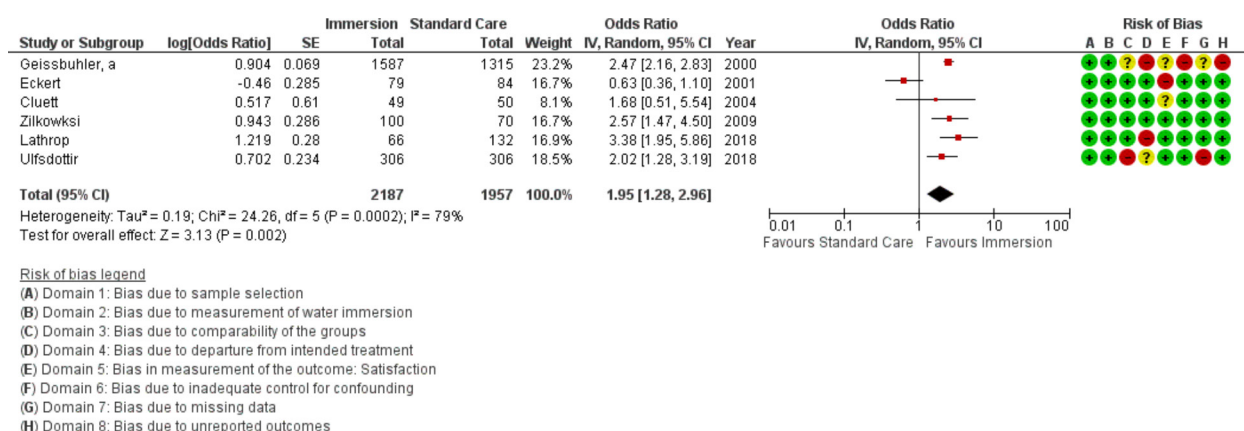 Immersion Standard Care Odds Ratio Odds Ratio Risk of Bias
Study or Subgroup log[Odds Ratio] SE Total Total Weight IV, Random, 95% CI Year IV, Random, 95% CI A B C D E F G H
Geissbuhler, a 0.904 0.069 1587 1315 23.2% 2.47 [2.16, 2.83] 2000 + + ? - ? - ? -
Eckert -0.46 0.285 79 84 16.7% 0.63 [0.36, 1.10] 2001 + + + + - + + +
Cluett 0.517 0.61 49 50 8.1% 1.68 [0.51, 5.54] 2004 + + + + ? + + +
Zilkowksi 0.943 0.286 100 70 16.7% 2.57 [1.47, 4.50] 2009 + + + + + + + +
Lathrop 1.219 0.28 66 132 16.9% 3.38 [1.95, 5.86] 2018 + + + - + + + +
Ulfsdottir 0.702 0.234 306 306 18.5% 2.02 [1.28, 3.19] 2018 + + - ? + + - +
Total (95% CI) 2187 1957 100.0% 1.95 [1.28, 2.96]
Heterogeneity: Tau² = 0.19; Chi² = 24.26, df = 5 (P = 0.0002); I² = 79%
Test for overall effect: Z = 3.13 (P = 0.002)
0.01 0.1 1 10 100
Favours Standard Care Favours Immersion
Risk of bias legend
(A) Domain 1: Bias due to sample selection
(B) Domain 2: Bias due to measurement of water immersion
(C) Domain 3: Bias due to comparability of the groups
(D) Domain 4: Bias due to departure from intended treatment
(E) Domain 5: Bias in measurement of the outcome: Satisfaction
(F) Domain 6: Bias due to inadequate control for confounding
(G) Domain 7: Bias due to missing data
(H) Domain 8: Bias due to unreported outcomes